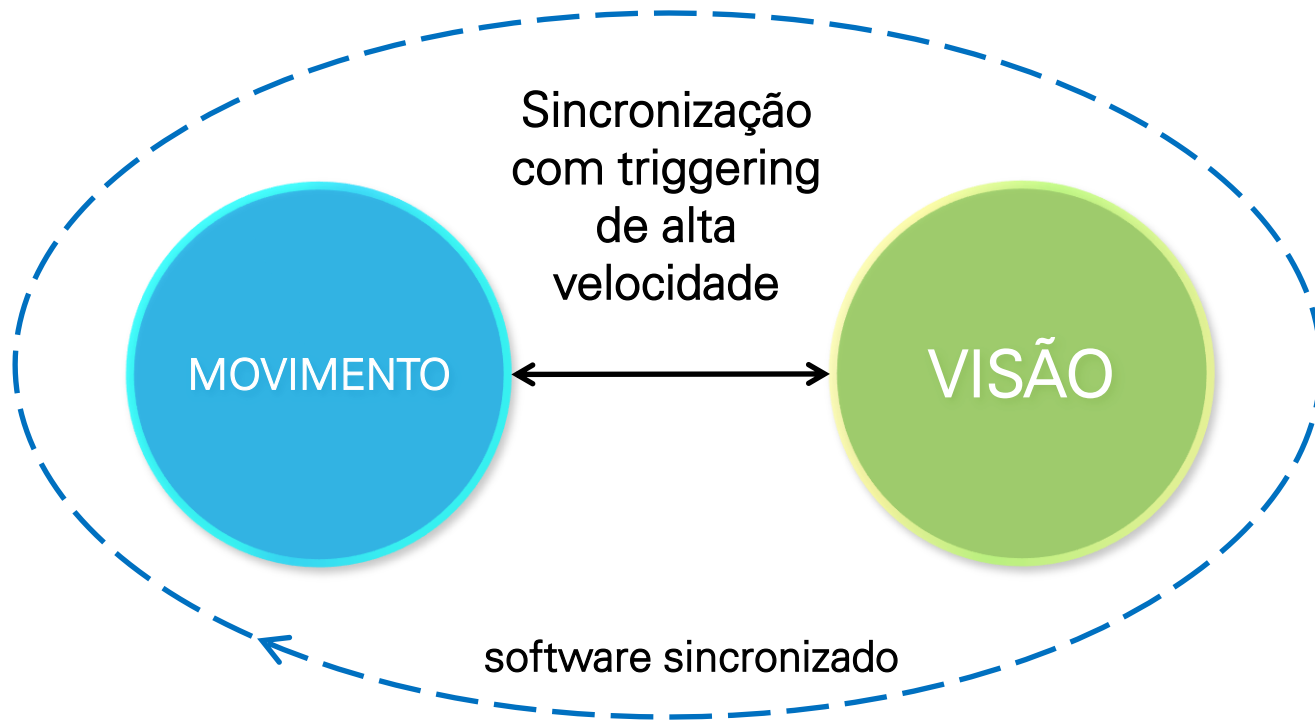 Sincronização
com triggering
de alta
velocidade
MOVIMENTO
VISÃO
software sincronizado